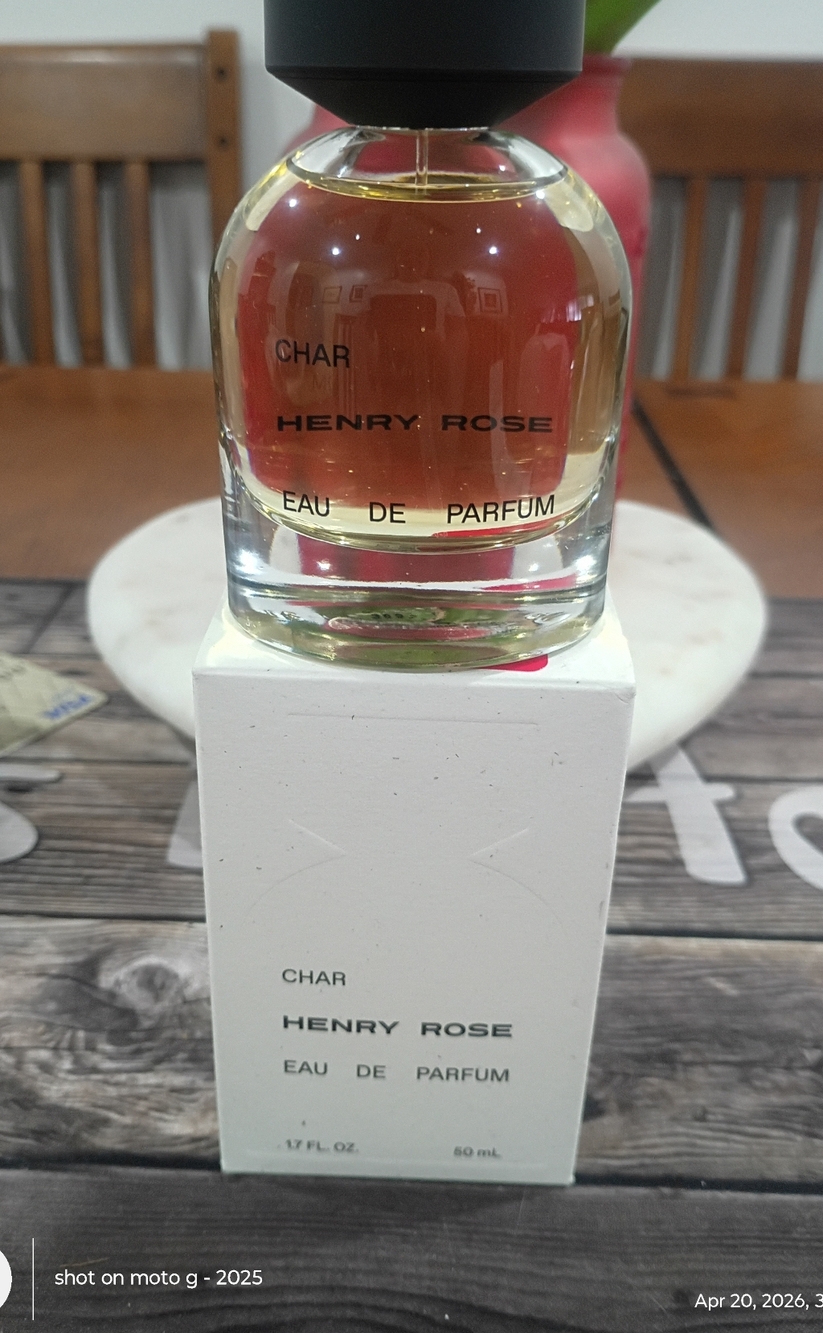 CHAR
HENRY ROSE
EAU DE PARFUM
CHAR
HENRY ROSE
EAU DE PARFUM
1.7 FL. OZ. 50 mL
shot on moto g - 2025
Apr 20, 2026, 3